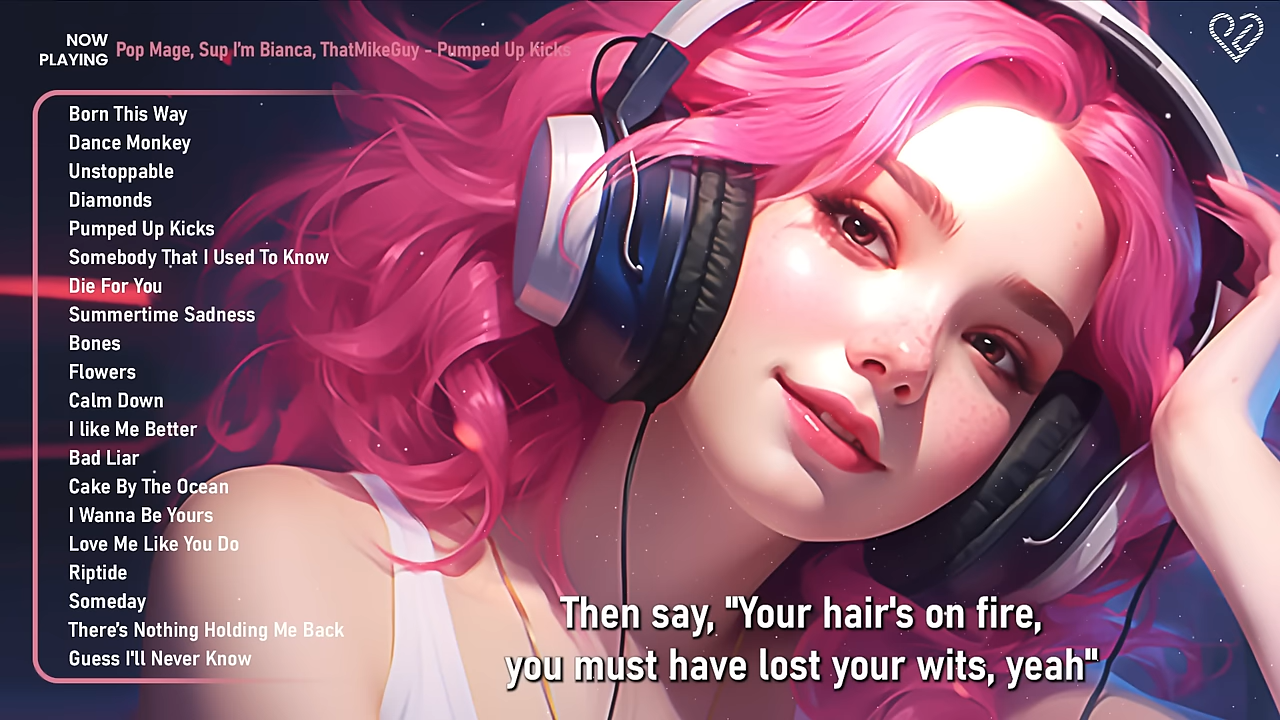 NOW
PLAYING
Pop Mage, Sup I'm Bianca, ThatMikeGuy - Pumped Up Kicks
Born This Way
Dance Monkey
Unstoppable
Diamonds
Pumped Up Kicks
Somebody That I Used To Know
Die For You
Summertime Sadness
Bones
Flowers
Calm Down
I like Me Better
Bad Liar
Cake By The Ocean
I Wanna Be Yours
Love Me Like You Do
Riptide
Someday
There's Nothing Holding Me Back
Guess I'll Never Know
Then say, "Your hair's on fire,
you must have lost your wits, yeah"